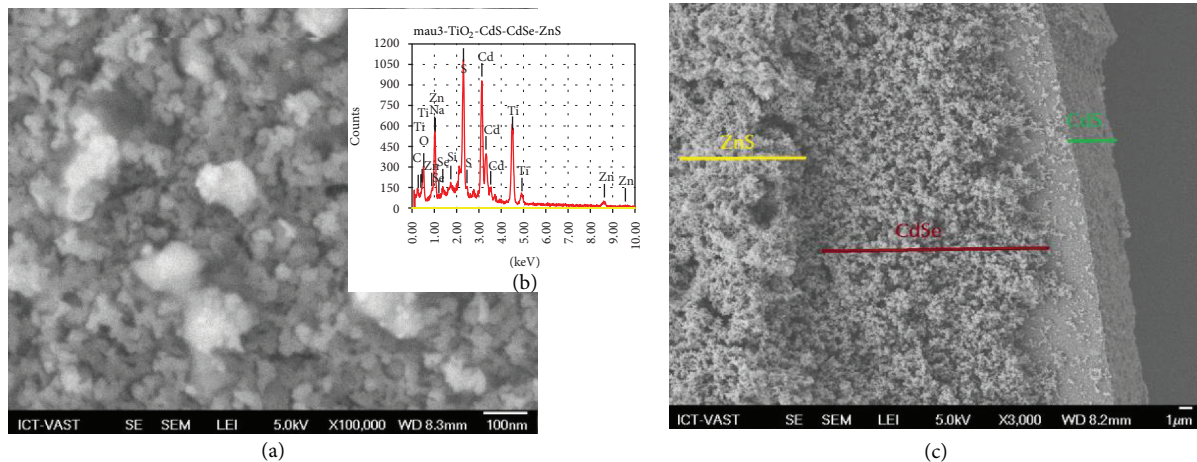 mau3-TiO₂-CdS-CdSe-ZnS
1200
1050
900
750
600
450
300
150
0
Counts
C
Ti
Ti
O
Zn
Zn
Na
Se
Se
Si
S
S
Cd
Cd
Cd
Ti
Ti
Zn
Zn
0.00 1.00 2.00 3.00 4.00 5.00 6.00 7.00 8.00 9.00 10.00
(keV)
(b)
ICT-VAST SE SEM LEI 5.0kV X100,000 WD 8.3mm 100nm
(a)
ZnS
CdSe
CdS
ICT-VAST SE SEM LEI 5.0kV X3,000 WD 8.2mm 1μm
(c)